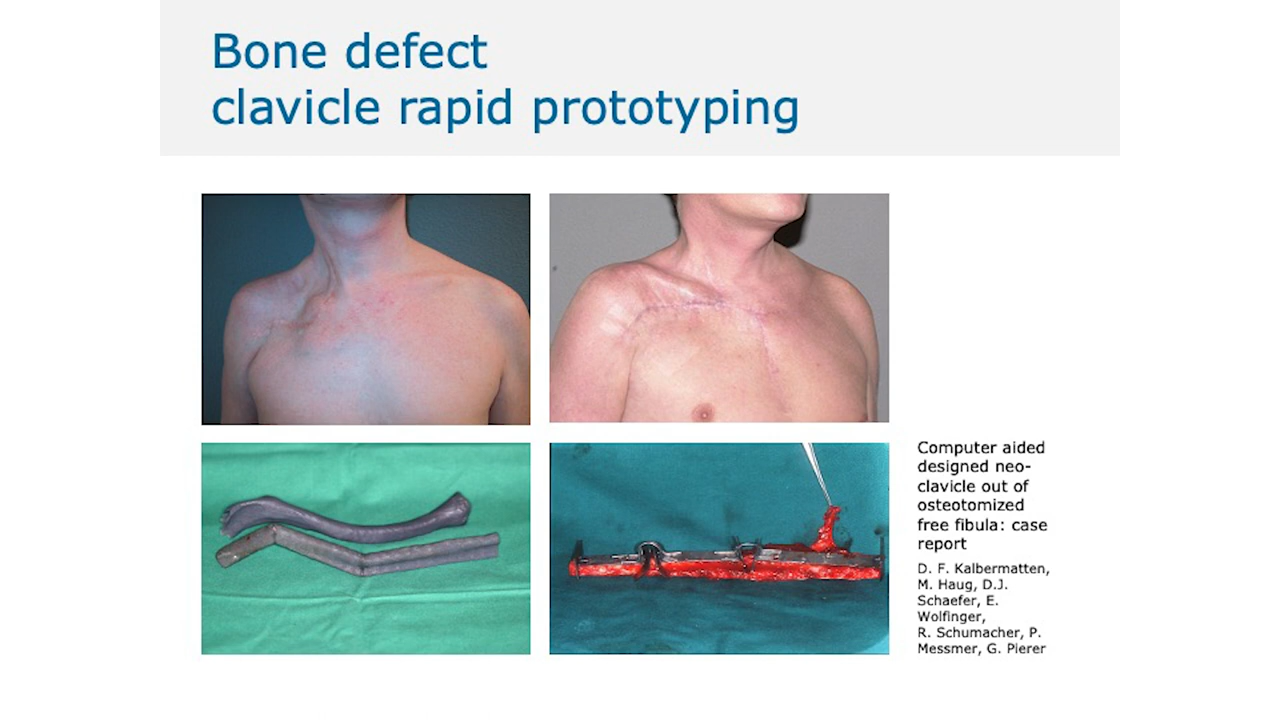 Bone defect
clavicle rapid prototyping
Computer aided
designed neo-
clavicle out of
osteotomized
free fibula: case
report
D. F. Kalbermatten,
M. Haug, D.J.
Schaefer, E.
Wolfinger,
R. Schumacher, P.
Messmer, G. Pierer